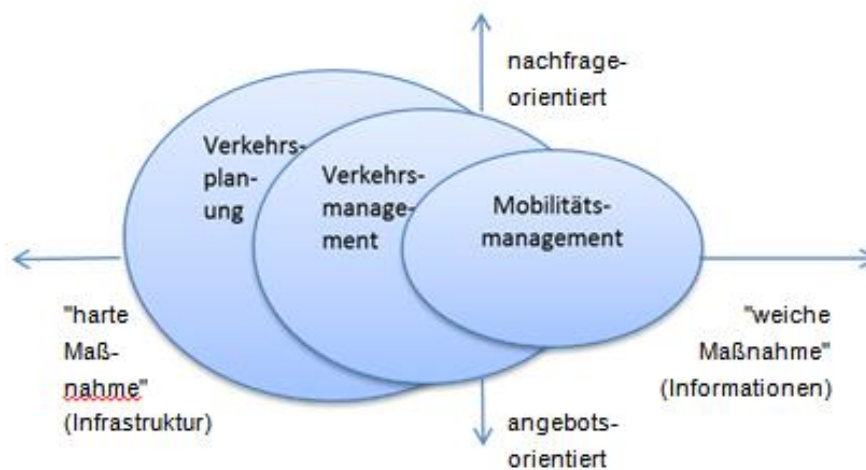 nachfrage-
orientiert
Verkehrs-
plan-
ung
Verkehrs-
manage-
ment
Mobilitäts-
management
"harte
Maß-
nahme"
(Infrastruktur)
"weiche
Maßnahme"
(Informationen)
angebots-
orientiert